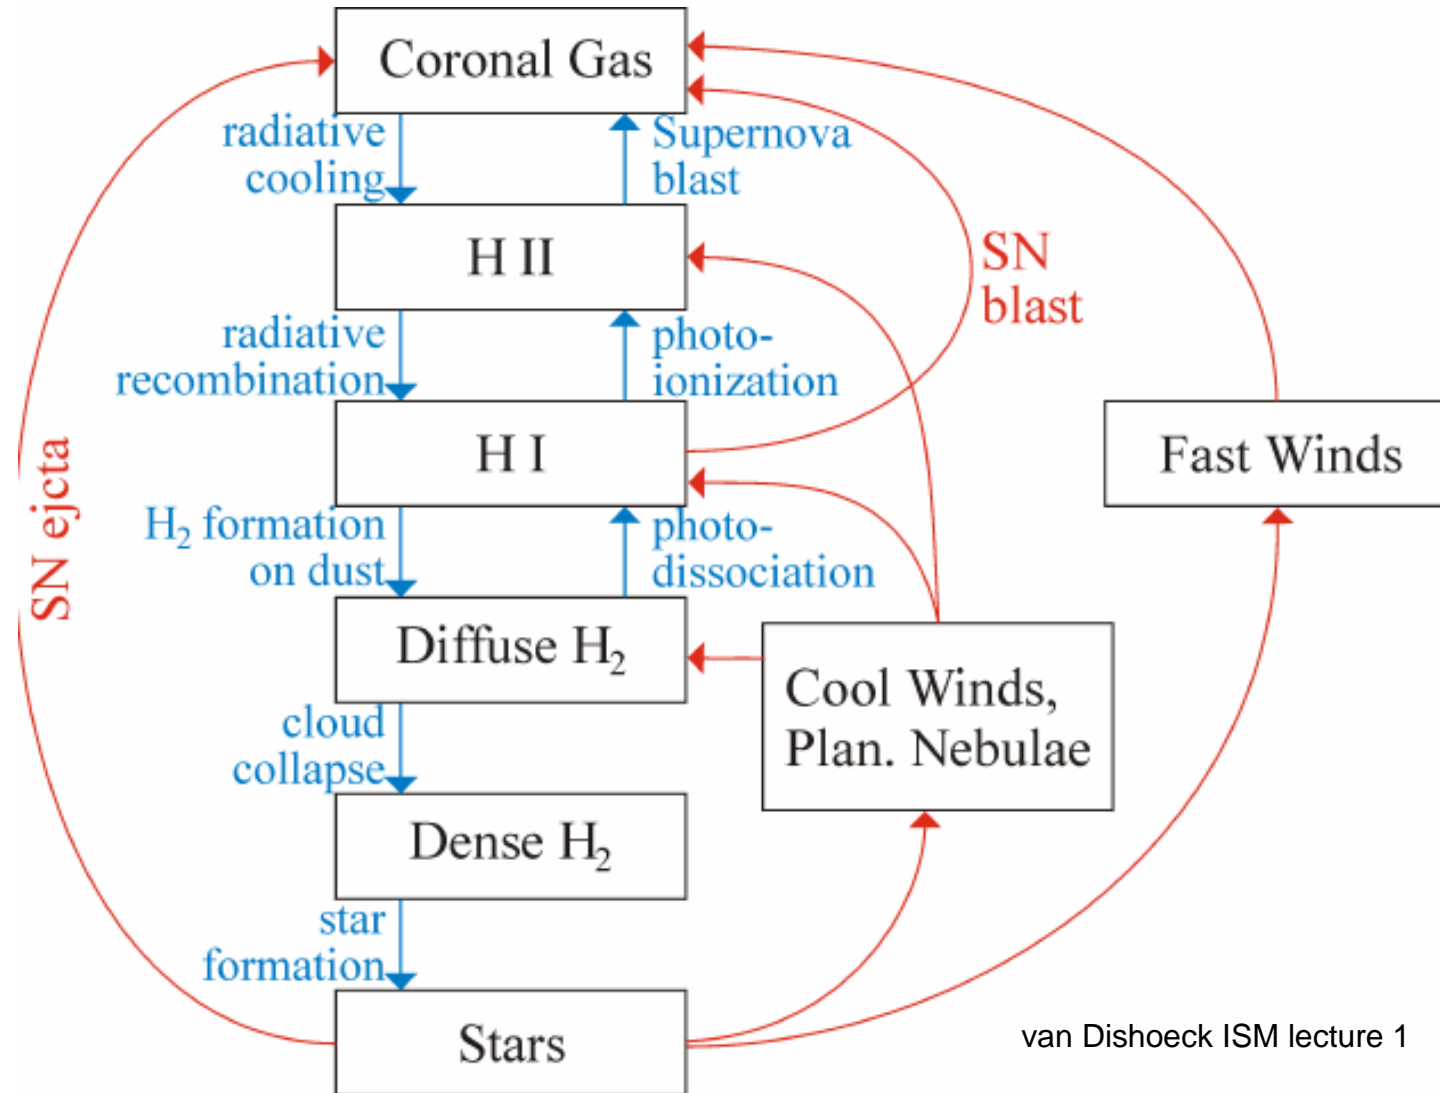 Coronal Gas
radiative
cooling
Supernova
blast
H II
SN
blast
radiative
recombination
photo-
ionization
H I
Fast Winds
SN ejcta
H₂ formation
on dust
photo-
dissociation
Diffuse H₂
Cool Winds,
Plan. Nebulae
cloud
collapse
Dense H₂
star
formation
Stars
van Dishoeck ISM lecture 1